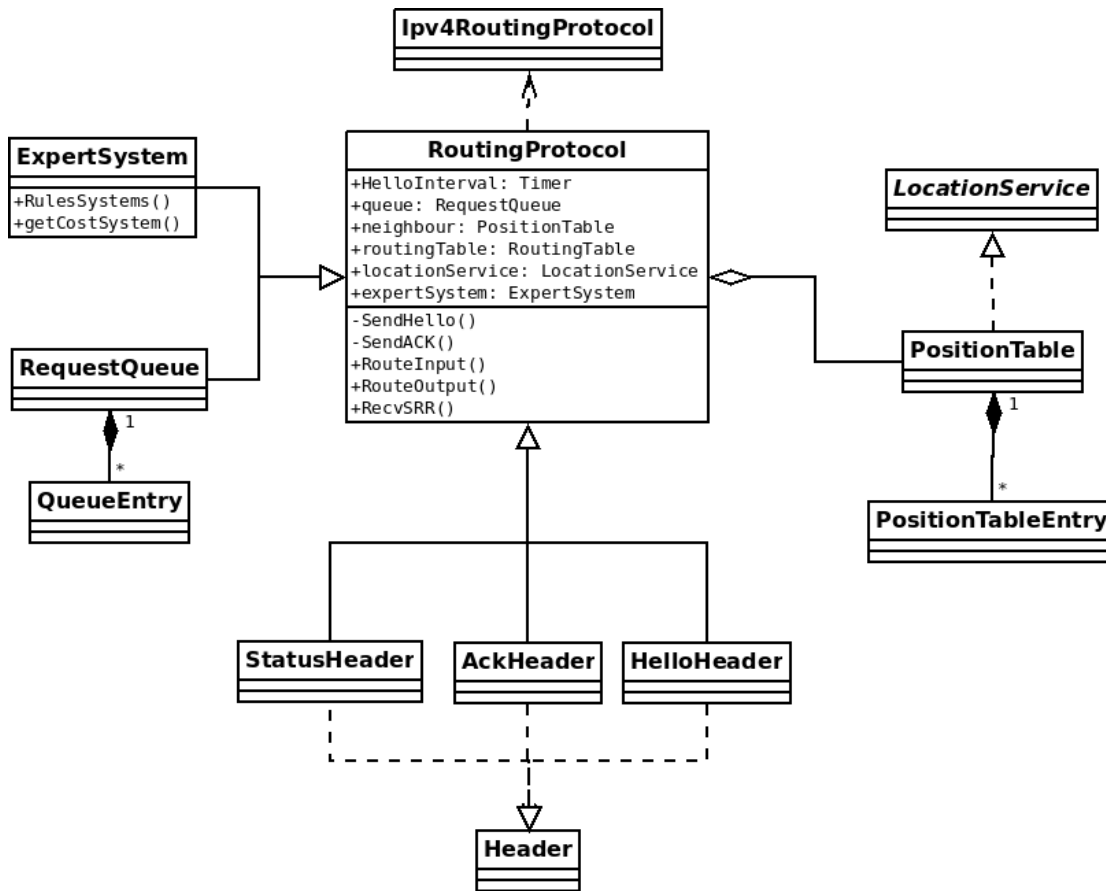 Ipv4RoutingProtocol
ExpertSystem
+RulesSystems()
+getCostSystem()
RoutingProtocol
+HelloInterval: Timer
+queue: RequestQueue
+neighbour: PositionTable
+routingTable: RoutingTable
+locationService: LocationService
+expertSystem: ExpertSystem
-SendHello()
-SendACK()
+RouteInput()
+RouteOutput()
+RecvSRR()
LocationService
RequestQueue
1
*
QueueEntry
PositionTable
1
*
PositionTableEntry
StatusHeader
AckHeader
HelloHeader
Header